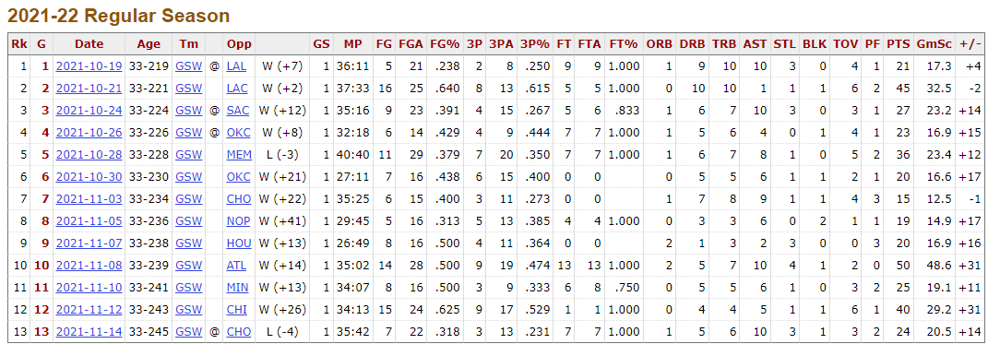 2021-22 Regular Season
Rk G Date Age Tm Opp GS MP FG FGA FG% 3P 3PA 3P% FT FTA FT% ORB DRB TRB AST STL BLK TOV PF PTS GmSc +/-
1 1 2021-10-19 33-219 GSW @ LAL W (+7) 1 36:11 5 21 .238 2 8 .250 9 9 1.000 1 9 10 10 3 0 4 1 21 17.3 +4
2 2 2021-10-21 33-221 GSW LAC W (+2) 1 37:33 16 25 .640 8 13 .615 5 5 1.000 0 10 10 1 1 1 6 2 45 32.5 -2
3 3 2021-10-24 33-224 GSW @ SAC W (+12) 1 35:16 9 23 .391 4 15 .267 5 6 .833 1 6 7 10 3 0 3 1 27 23.2 +14
4 4 2021-10-26 33-226 GSW @ OKC W (+8) 1 32:18 6 14 .429 4 9 .444 7 7 1.000 1 5 6 4 0 1 4 1 23 16.9 +15
5 5 2021-10-28 33-228 GSW MEM L (-3) 1 40:40 11 29 .379 7 20 .350 7 7 1.000 1 6 7 8 1 0 5 2 36 23.4 +12
6 6 2021-10-30 33-230 GSW OKC W (+21) 1 27:11 7 16 .438 6 15 .400 0 0 0 5 5 6 1 1 2 1 20 16.6 +17
7 7 2021-11-03 33-234 GSW CHO W (+22) 1 35:25 6 15 .400 3 11 .273 0 0 1 7 8 9 1 1 4 3 15 12.5 -1
8 8 2021-11-05 33-236 GSW NOP W (+41) 1 29:45 5 16 .313 5 13 .385 4 4 1.000 0 3 3 6 0 2 1 1 19 14.9 +17
9 9 2021-11-07 33-238 GSW HOU W (+13) 1 26:49 8 16 .500 4 11 .364 0 0 2 1 3 2 3 0 0 3 20 16.9 +16
10 10 2021-11-08 33-239 GSW ATL W (+14) 1 35:02 14 28 .500 9 19 .474 13 13 1.000 2 5 7 10 4 1 2 0 50 48.6 +31
11 11 2021-11-10 33-241 GSW MIN W (+13) 1 34:07 8 16 .500 3 9 .333 6 8 .750 0 5 5 6 1 0 3 2 25 19.1 +11
12 12 2021-11-12 33-243 GSW CHI W (+26) 1 34:13 15 24 .625 9 17 .529 1 1 1.000 0 4 4 5 1 1 6 1 40 29.2 +31
13 13 2021-11-14 33-245 GSW @ CHO L (-4) 1 35:42 7 22 .318 3 13 .231 7 7 1.000 1 5 6 10 3 1 3 2 24 20.5 +14